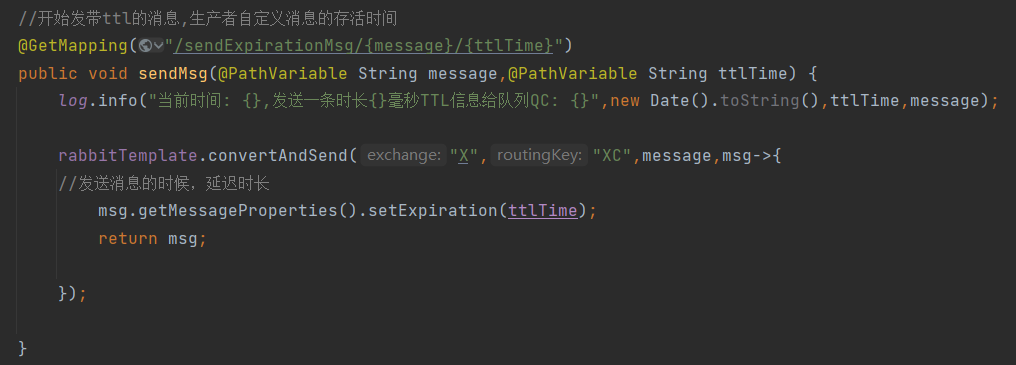 //开始发带ttl的消息,生产者自定义消息的存活时间
@GetMapping("/sendExpirationMsg/{message}/{ttlTime}")
public void sendMsg(@PathVariable String message,@PathVariable String ttlTime) {
log.info("当前时间: {},发送一条时长{}毫秒TTL信息给队列QC: {}",new Date().toString(),ttlTime,message);
rabbitTemplate.convertAndSend( exchange: "X", routingKey: "XC",message,msg->{
//发送消息的时候，延迟时长
msg.getMessageProperties().setExpiration(ttlTime);
return msg;
});
}